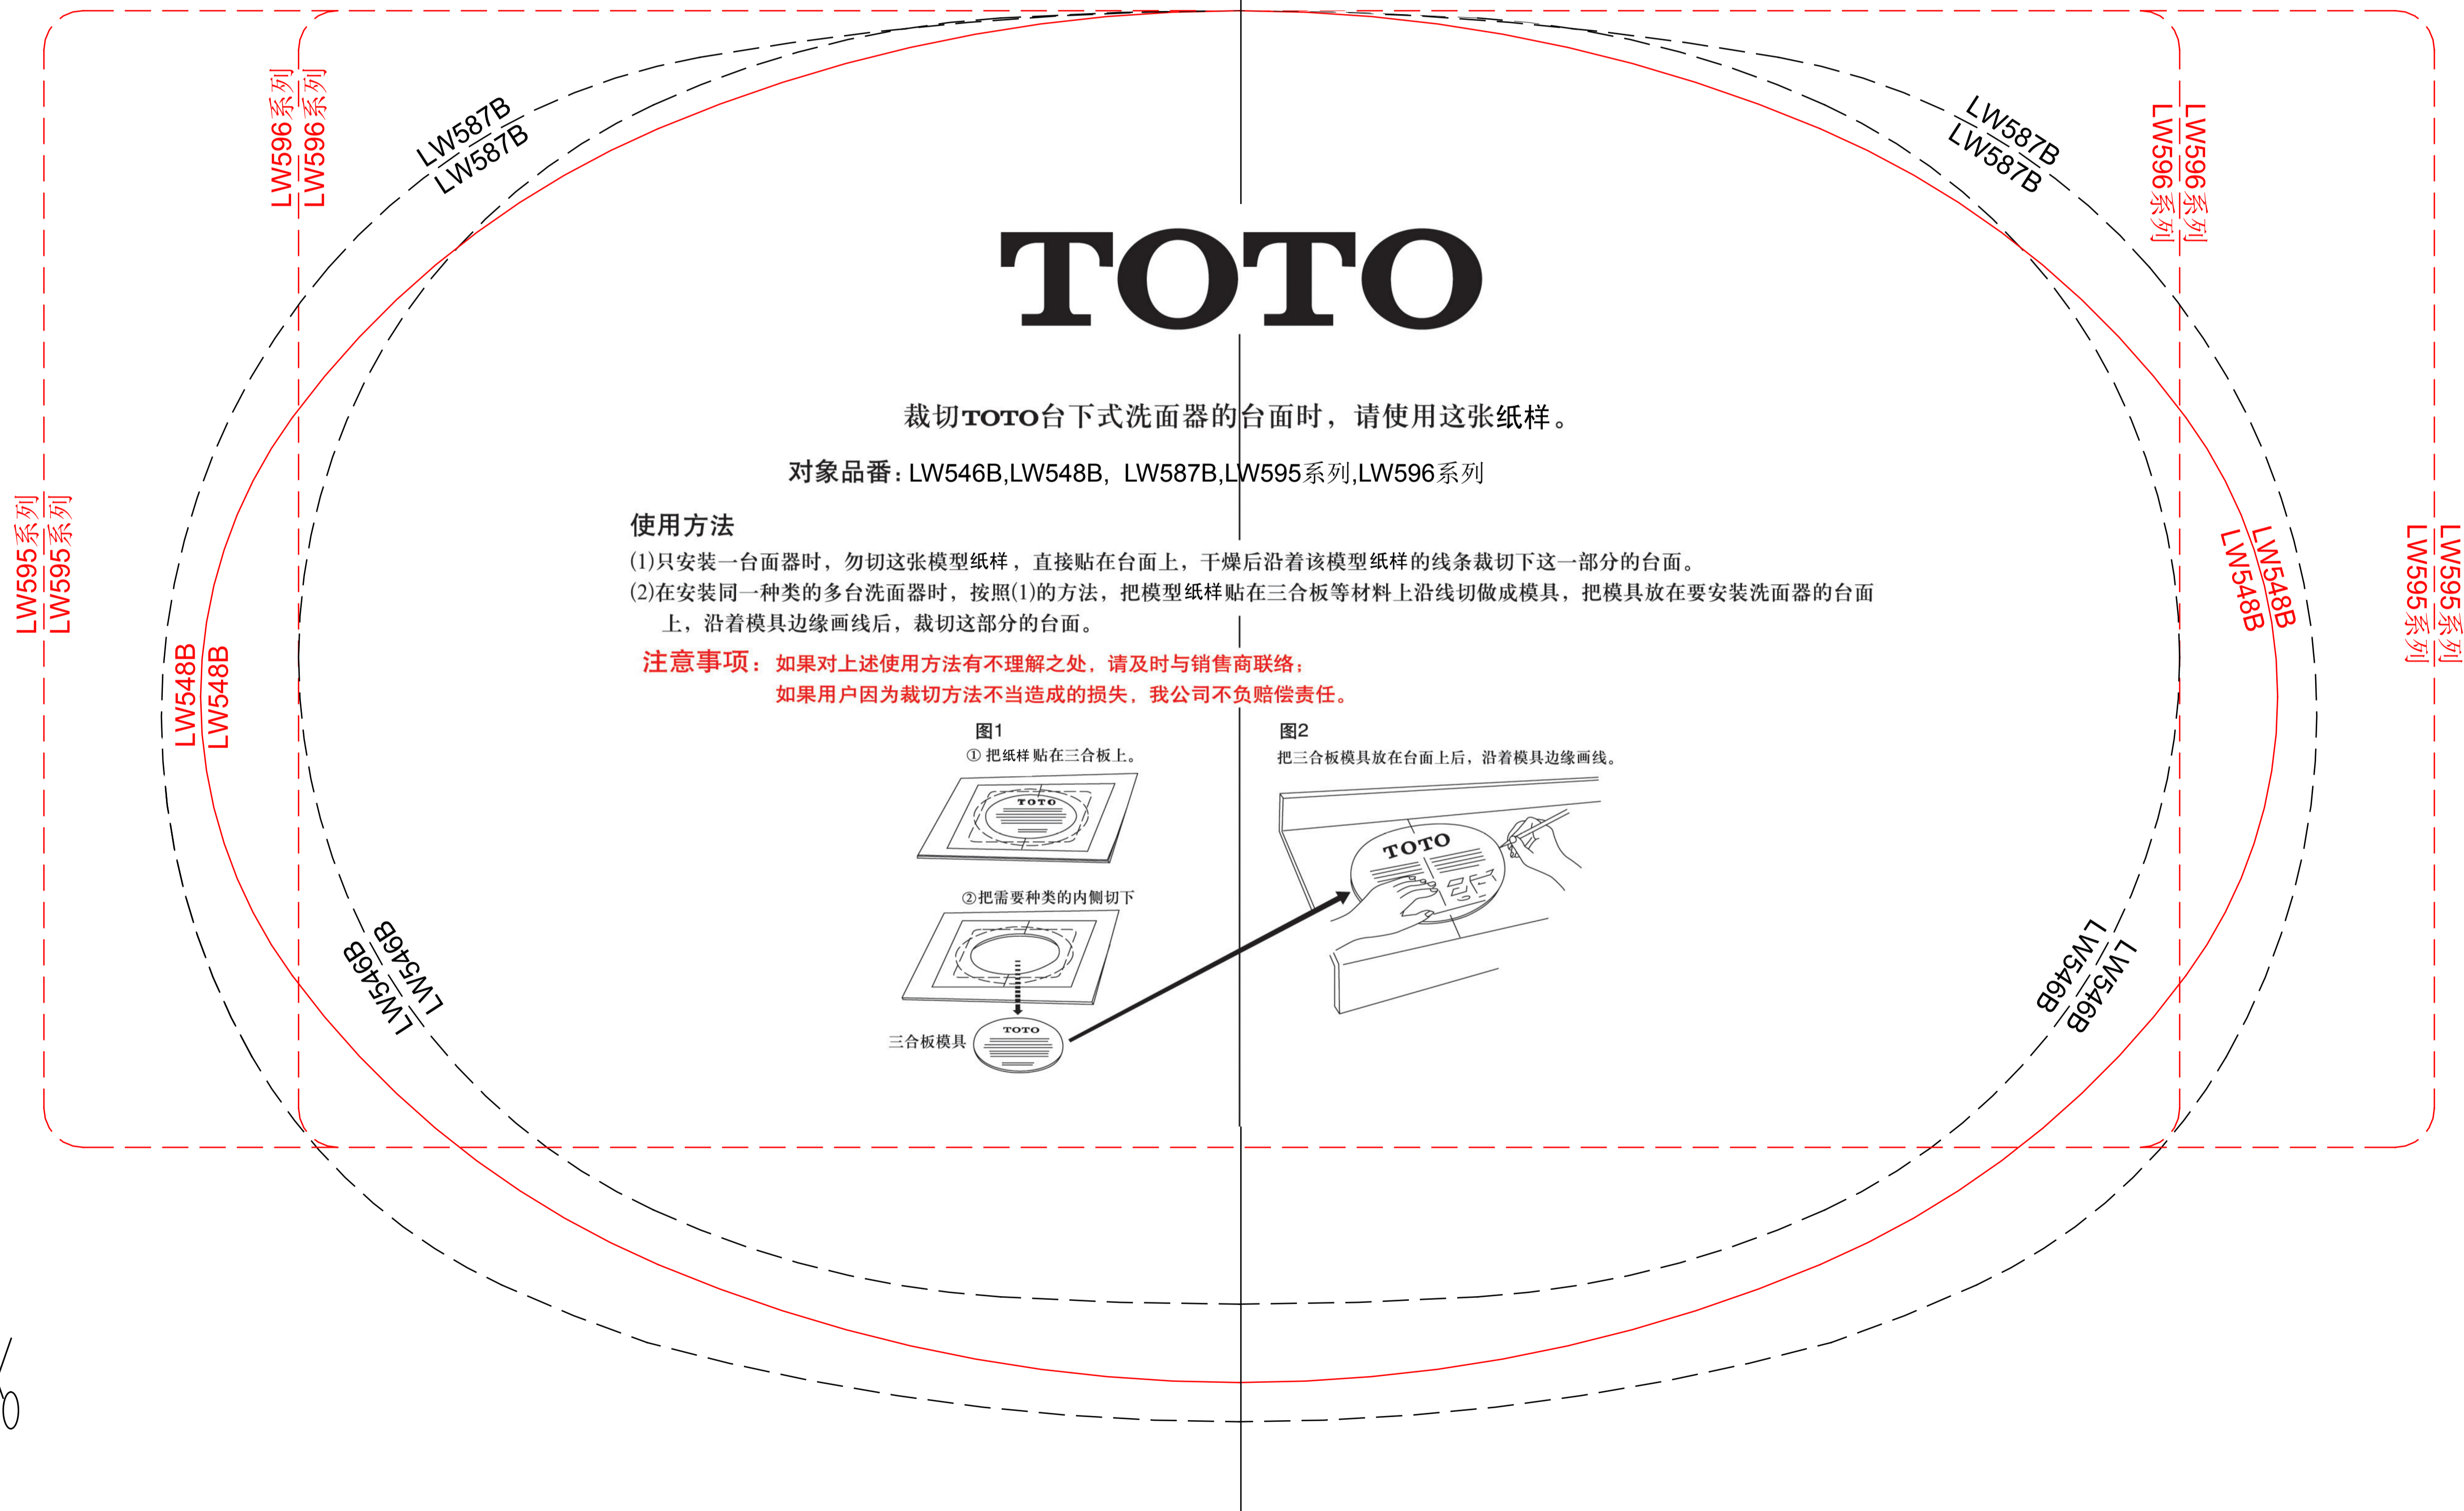 LW596系列
LW596系列
LW587B
LW587B
LW587B
LW587B
LW596系列
LW596系列
TOTO
裁切TOTO台下式洗面器的台面时，请使用这张纸样。
对象品番：LW546B,LW548B, LW587B,LW595系列,LW596系列
使用方法
(1)只安装一台面器时，勿切这张模型纸样，直接贴在台面上，干燥后沿着该模型纸样的线条裁切下这一部分的台面。
(2)在安装同一种类的多台洗面器时，按照(1)的方法，把模型纸样贴在三合板等材料上沿线切做成模具，把模具放在要安装洗面器的台面
上，沿着模具边缘画线后，裁切这部分的台面。
注意事项：如果对上述使用方法有不理解之处，请及时与销售商联络；
如果用户因为裁切方法不当造成的损失，我公司不负赔偿责任。
LW595系列
LW595系列
LW548B
LW548B
LW548B
LW548B
LW595系列
LW595系列
图1
① 把纸样贴在三合板上。
TOTO
②把需要种类的内侧切下
三合板模具
TOTO
图2
把三合板模具放在台面上后，沿着模具边缘画线。
TOTO
LW546B
LW546B
LW546B
LW546B